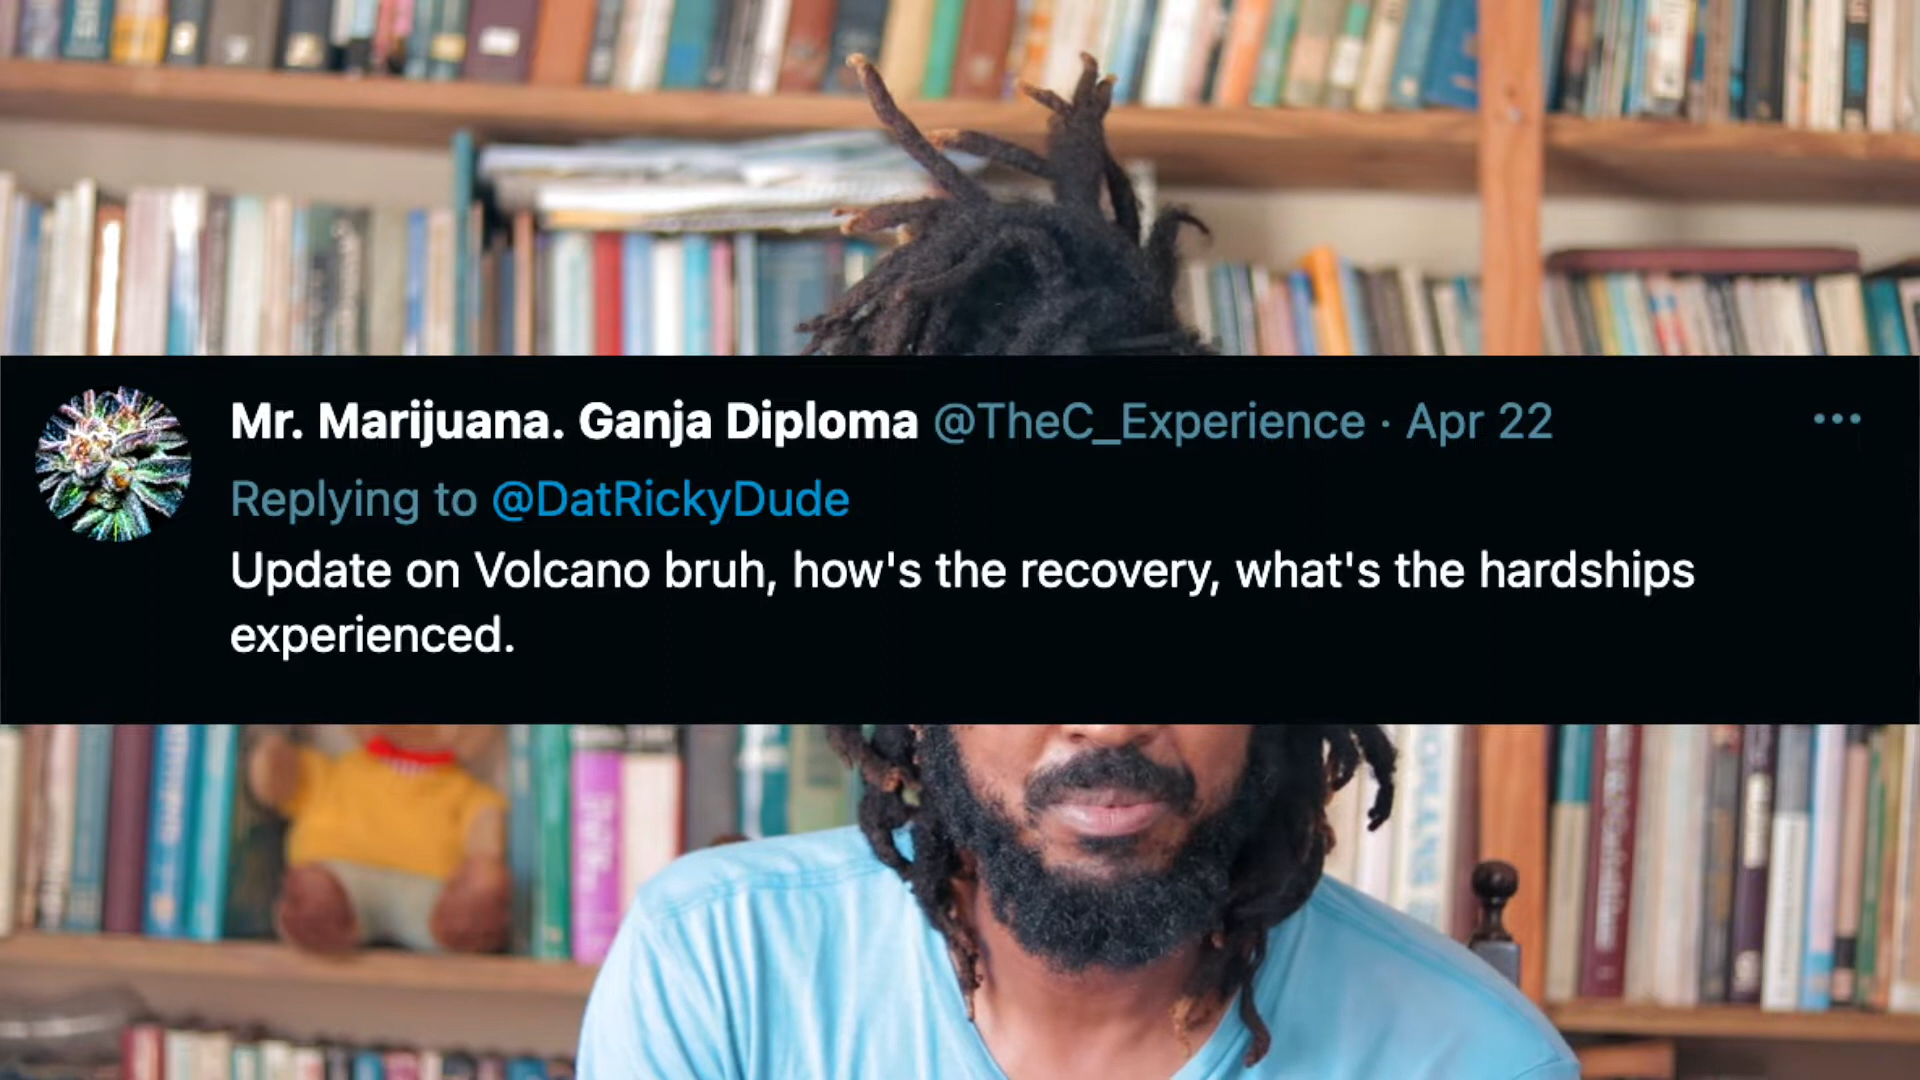 Mr. Marijuana. Ganja Diploma @TheC_Experience · Apr 22
Replying to @DatRickyDude
Update on Volcano bruh, how's the recovery, what's the hardships
experienced.